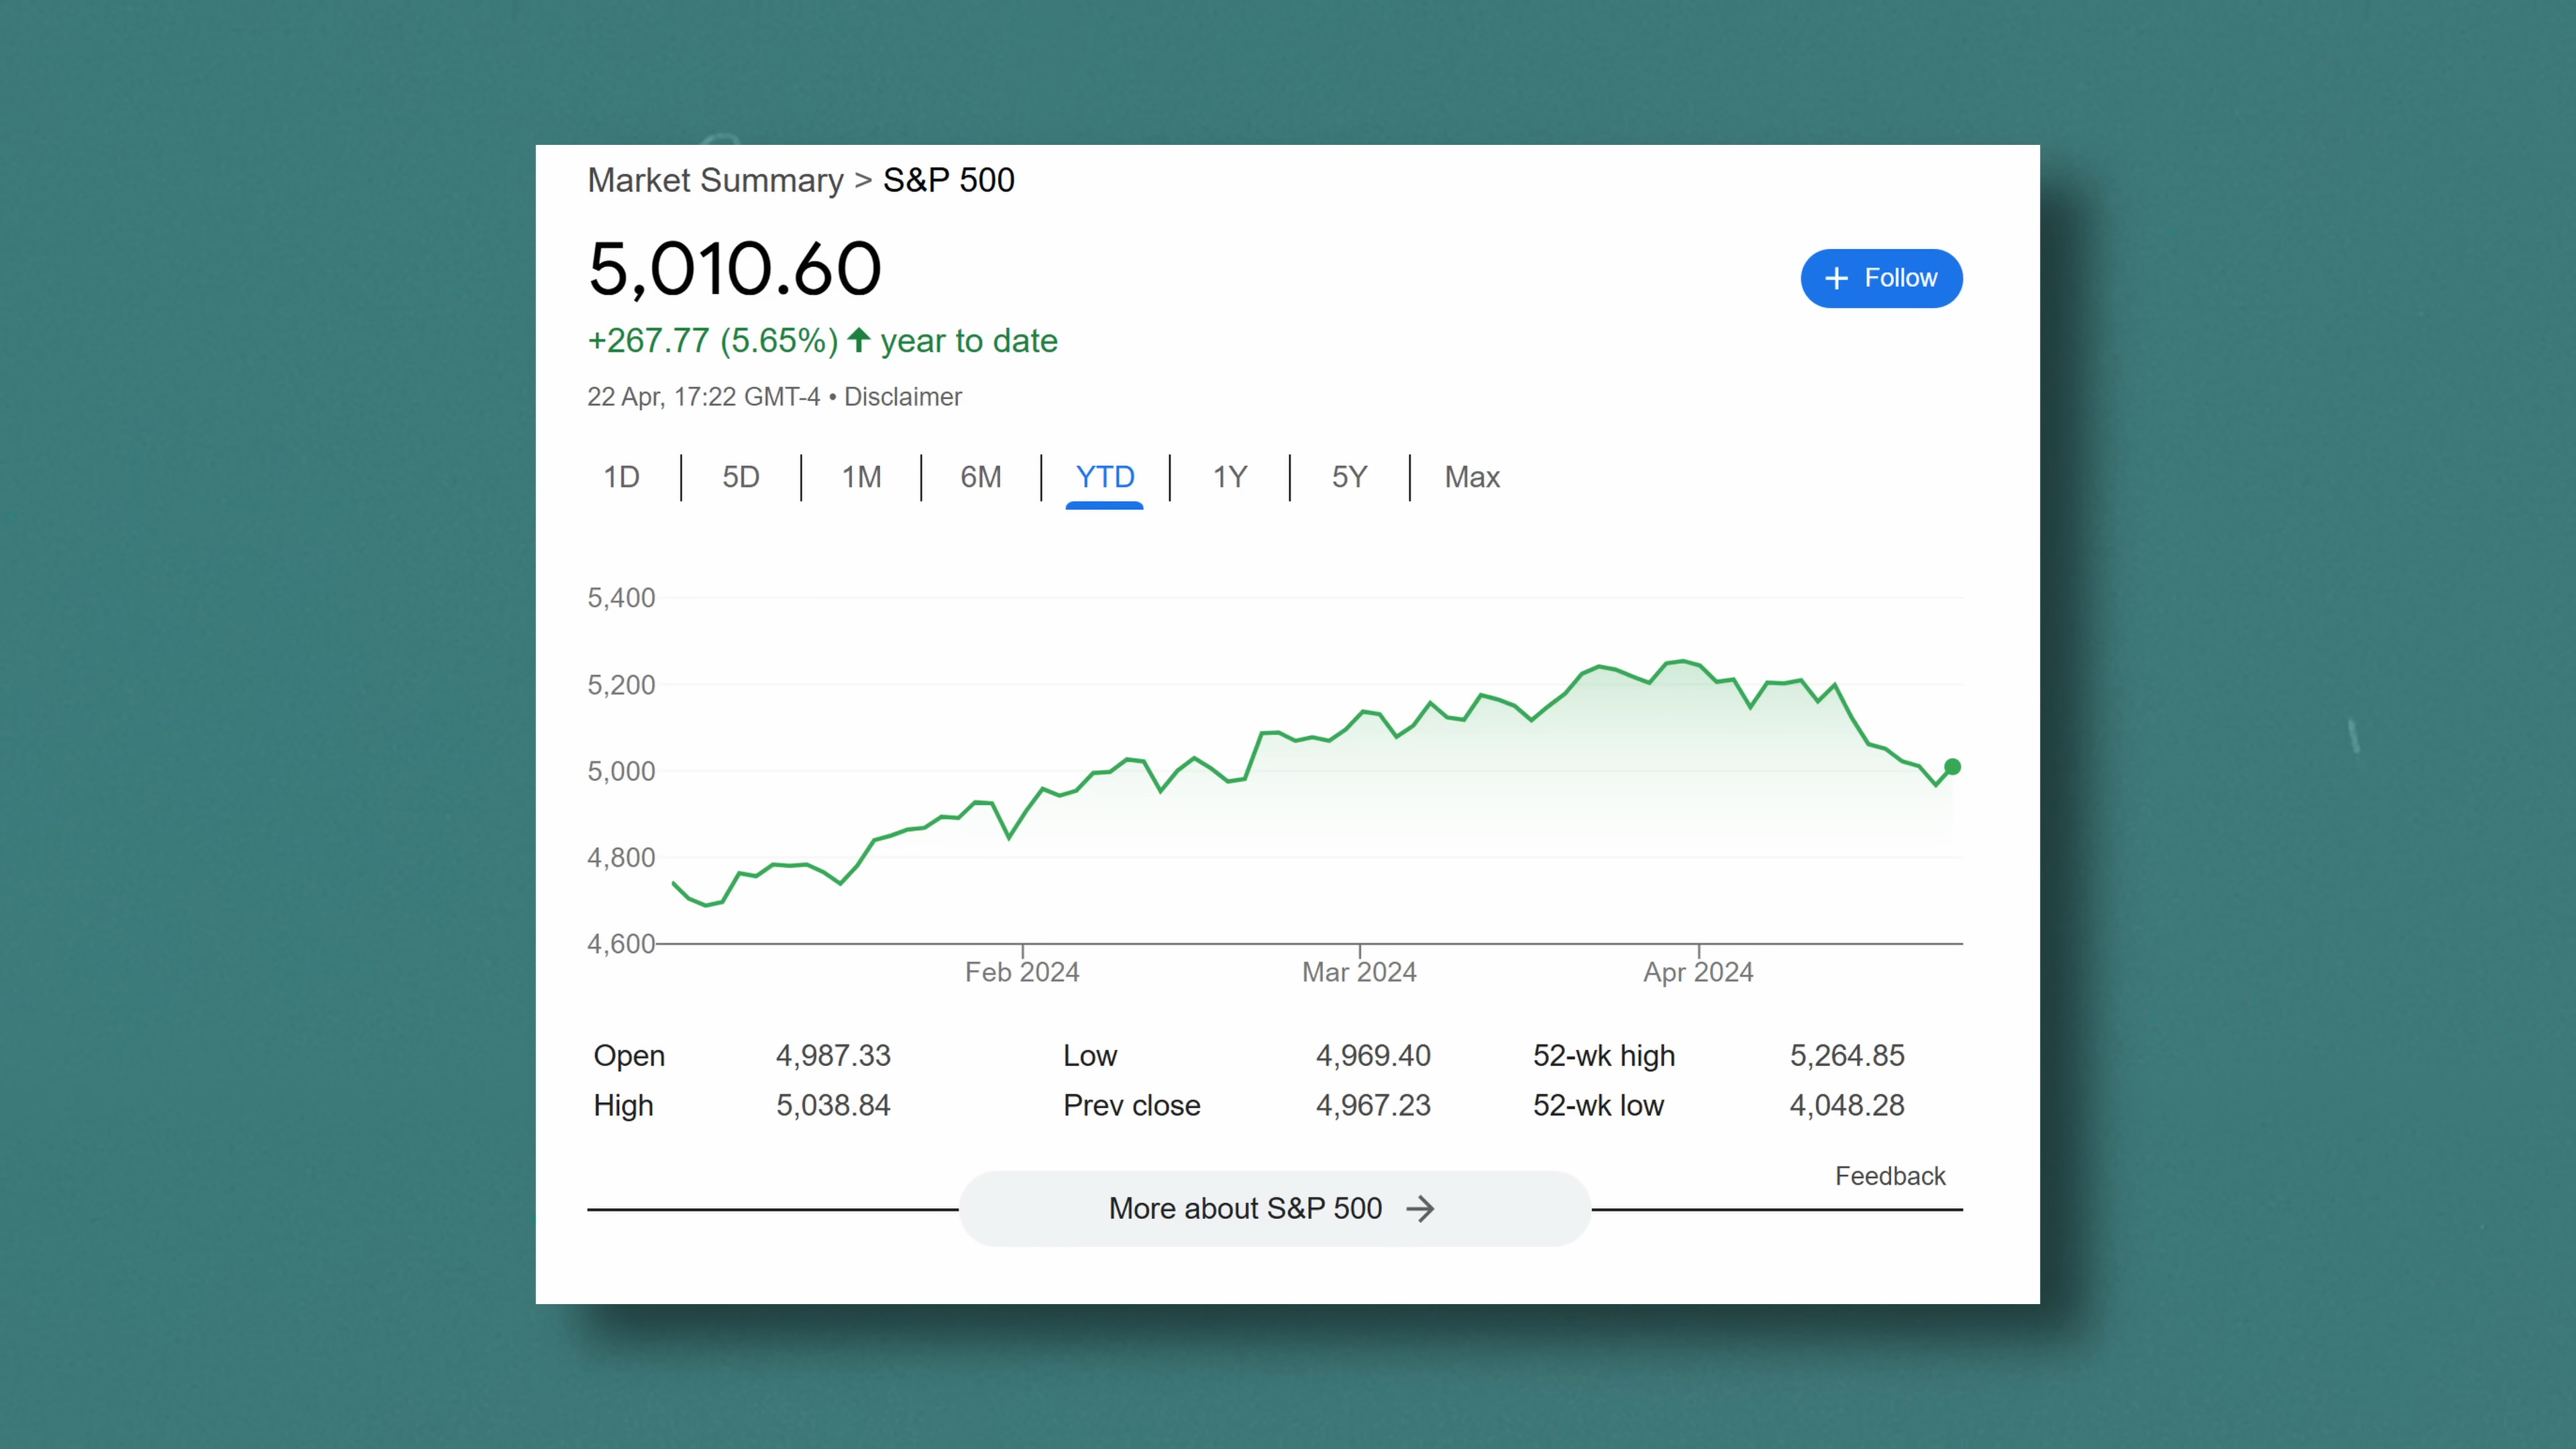 Market Summary > S&P 500
5,010.60
+ Follow
+267.77 (5.65%) ↑ year to date
22 Apr, 17:22 GMT-4 • Disclaimer
1D 5D 1M 6M YTD 1Y 5Y Max
5,400
5,200
5,000
4,800
4,600
Feb 2024 Mar 2024 Apr 2024
Open 4,987.33 Low 4,969.40 52-wk high 5,264.85
High 5,038.84 Prev close 4,967.23 52-wk low 4,048.28
Feedback
More about S&P 500 →